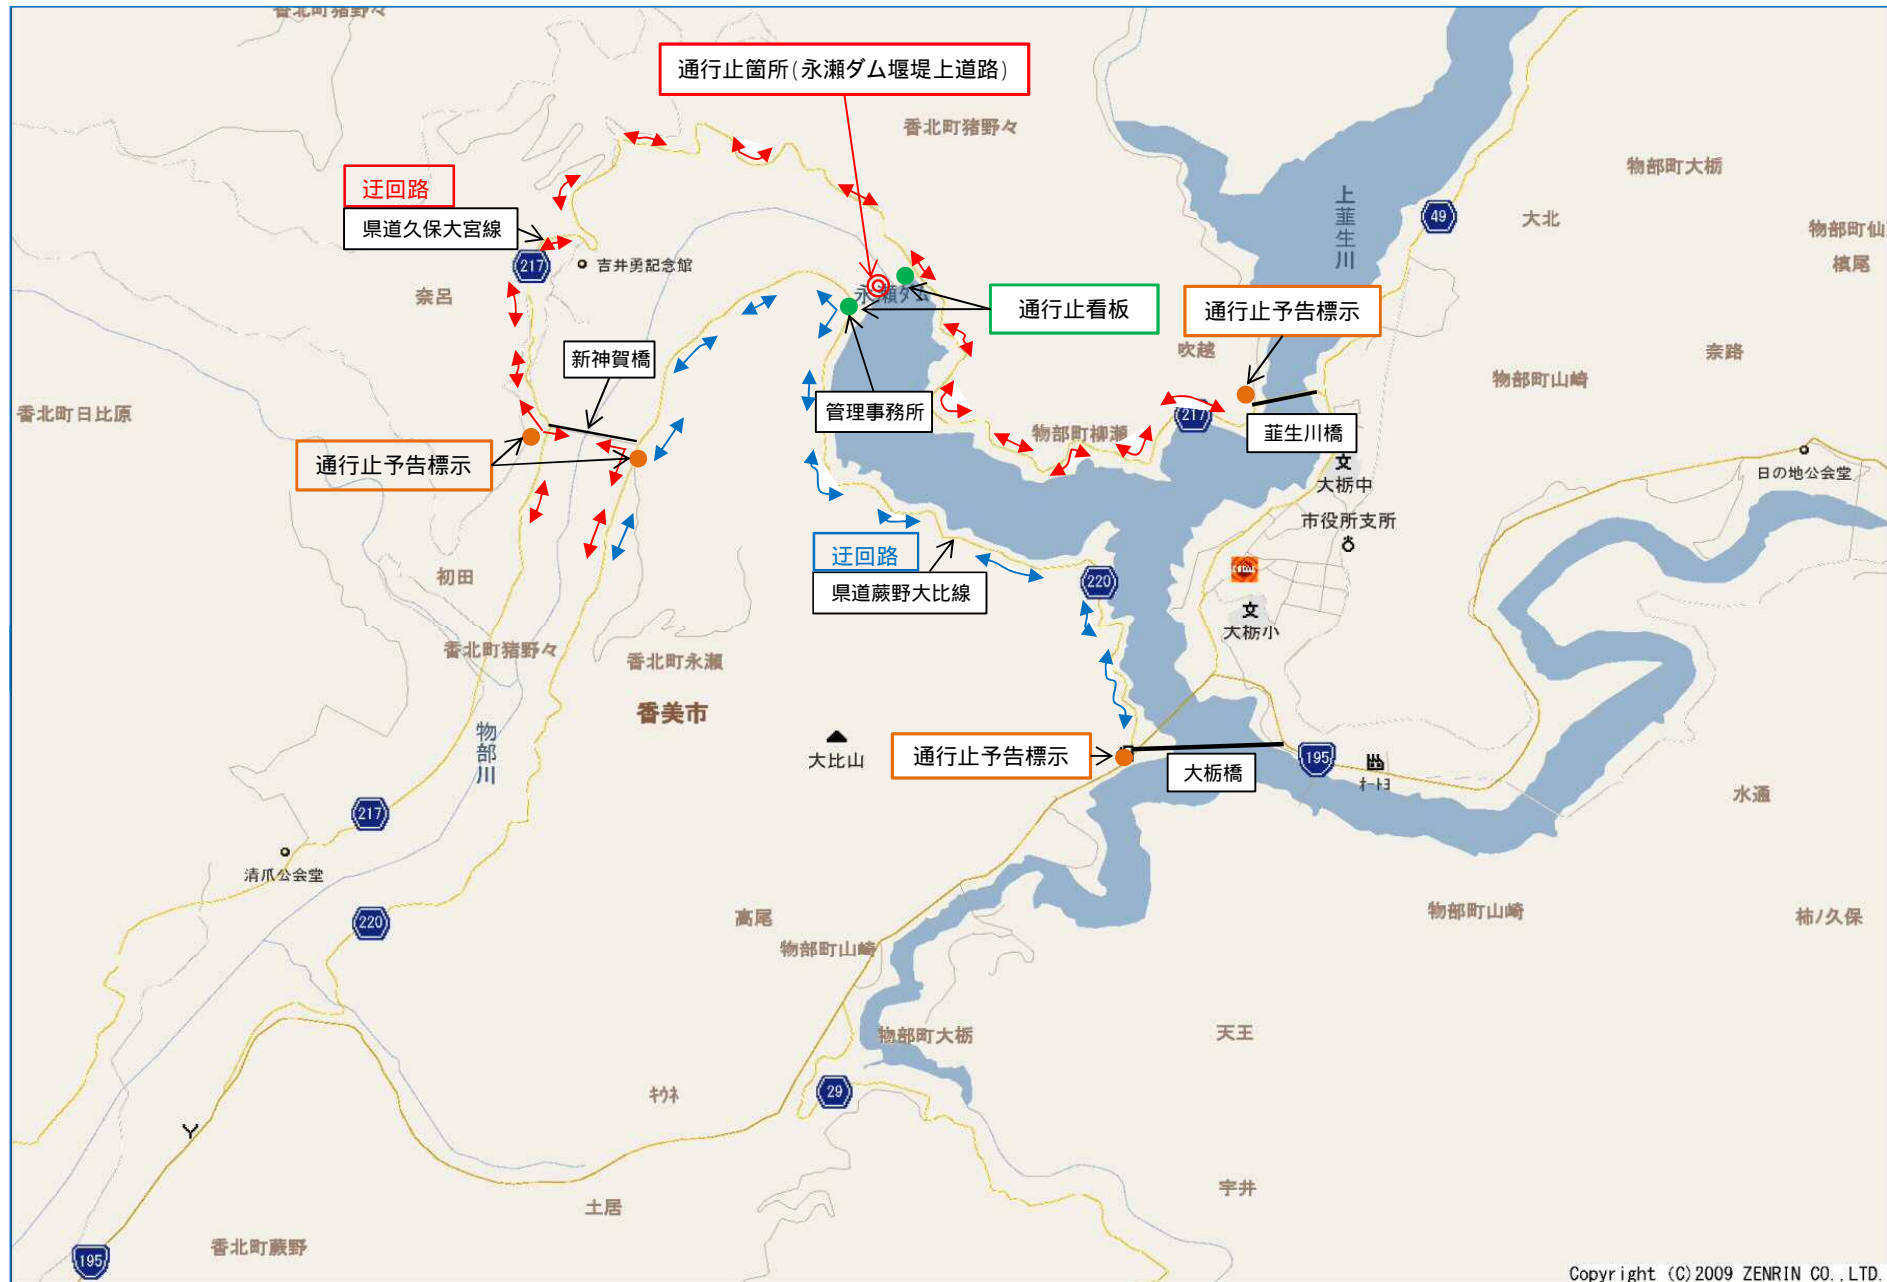 香北町猪野々
通行止箇所(永瀬ダム堰堤上道路)
香北町猪野々
物部町大栃
迂回路
県道久保大宮線
上韮生川
49
大北
物部町仙
槙尾
217
吉井勇記念館
奈呂
永瀬ダム
通行止看板
通行止予告標示
吹越
奈路
新神賀橋
物部町山崎
香北町日比原
管理事務所
217
物部町柳瀬
韮生川橋
通行止予告標示
文
大栃中
日の地公会堂
市役所支所
迂回路
県道蕨野大比線
220
初田
文
大栃小
香北町猪野々
香北町永瀬
香美市
物部川
大比山
通行止予告標示
大栃橋
195
オートヨ
水通
217
清爪公会堂
220
高尾
物部町山崎
物部町山崎
柿ノ久保
物部町大栃
天王
29
キウネ
宇井
土居
香北町蕨野
195
Copyright (C)2009 ZENRIN CO.,LTD.